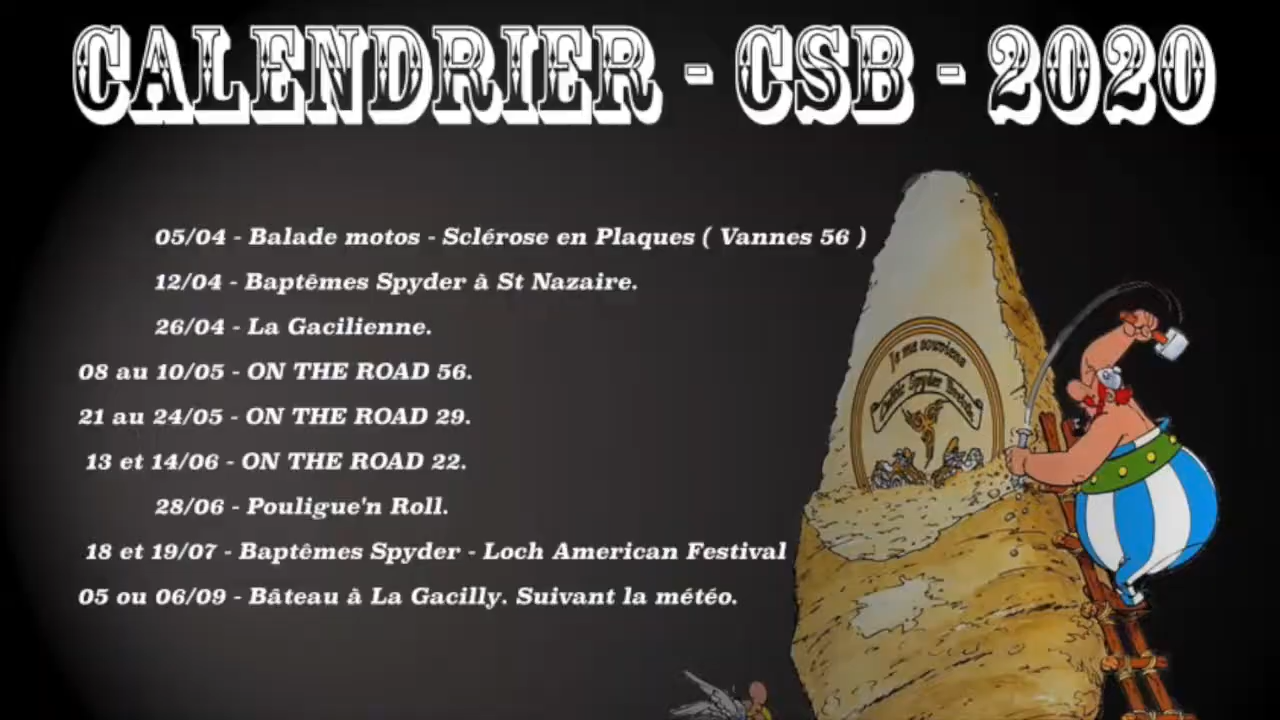 CALENDRIER - CSB - 2020
05/04 - Balade motos - Sclérose en Plaques ( Vannes 56 )
12/04 - Baptêmes Spyder à St Nazaire.
26/04 - La Gacilienne.
08 au 10/05 - ON THE ROAD 56.
21 au 24/05 - ON THE ROAD 29.
13 et 14/06 - ON THE ROAD 22.
28/06 - Pouligue'n Roll.
18 et 19/07 - Baptêmes Spyder - Loch American Festival
05 ou 06/09 - Bâteau à La Gacilly. Suivant la météo.
Je me souviens
Spyder